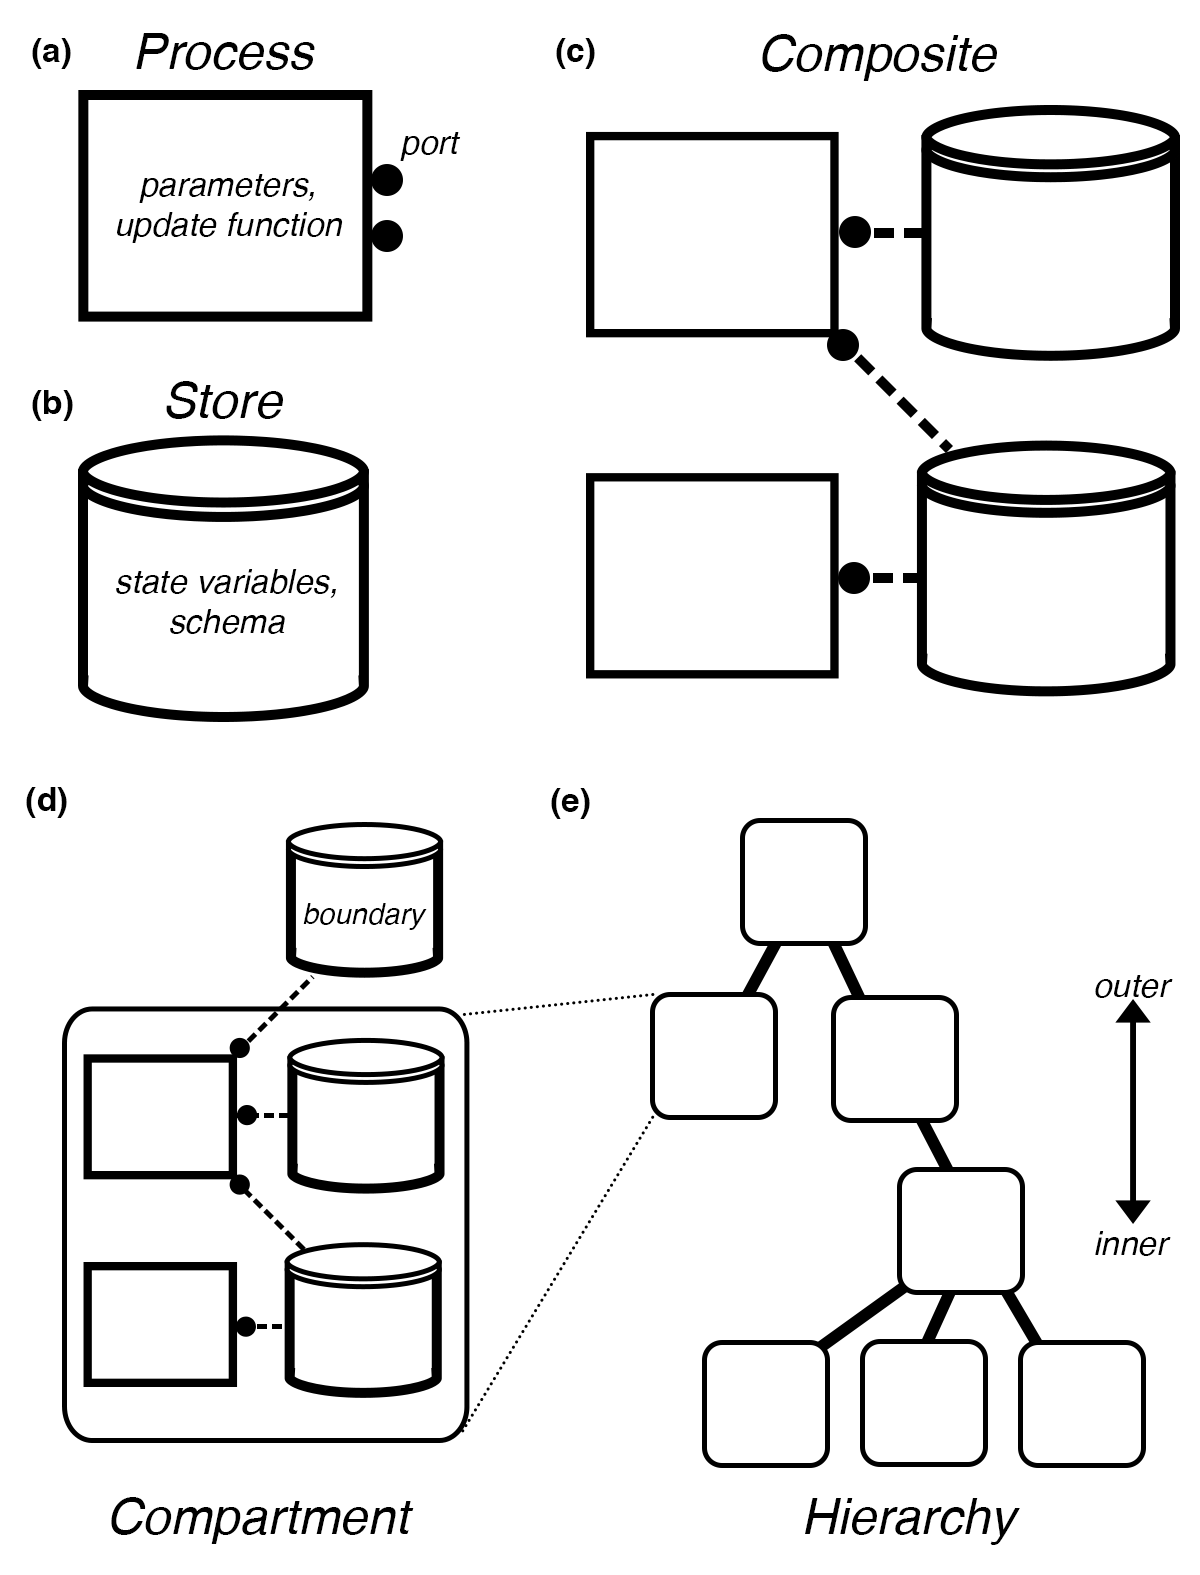 (a) Process
port
parameters,
update function
(b) Store
state variables,
schema
(c) Composite
(d)
boundary
Compartment
(e)
outer
inner
Hierarchy